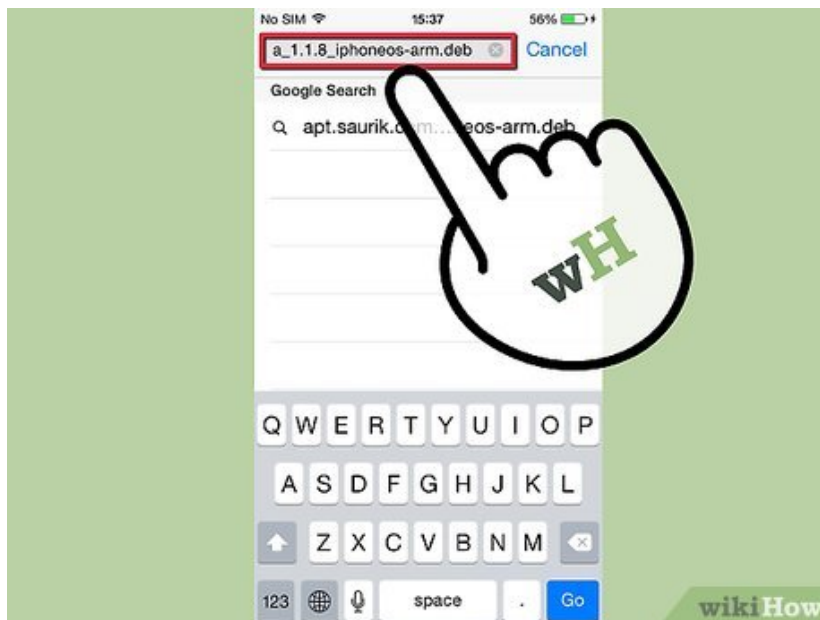 No SIM 15:37 56%
a_1.1.8_iphoneos-arm.deb Cancel
Google Search
apt.saurik. m... eos-arm.deb
wH
Q W E R T Y U I O P
A S D F G H J K L
Z X C V B N M
123 space . Go
wikiHow